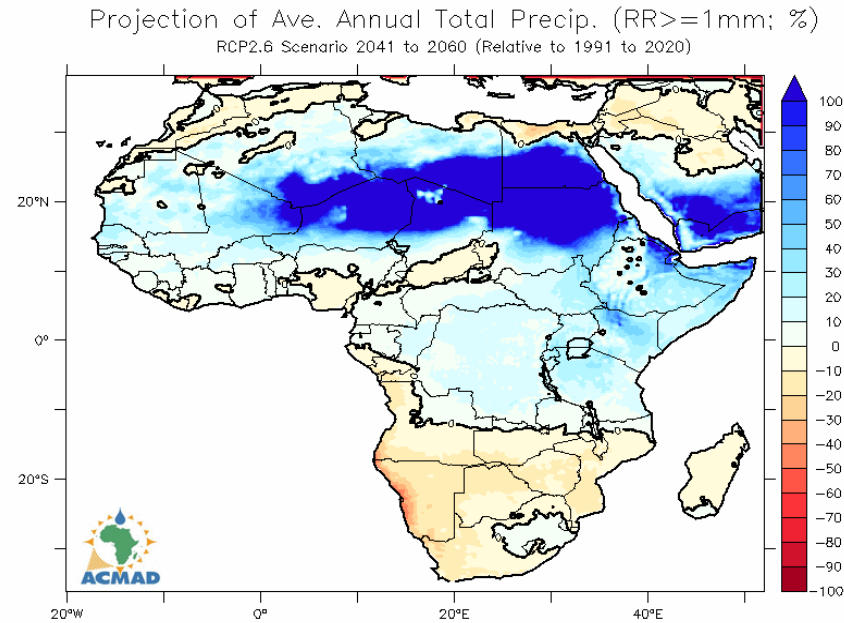 Projection of Ave. Annual Total Precip. (RR>=1mm; %)
RCP2.6 Scenario 2041 to 2060 (Relative to 1991 to 2020)
20°N
0°
20°S
20°W
0°
20°E
40°E
100
90
80
70
60
50
40
30
20
10
0
−10
−20
−30
−40
−50
−60
−70
−80
−90
−100
ACMAD